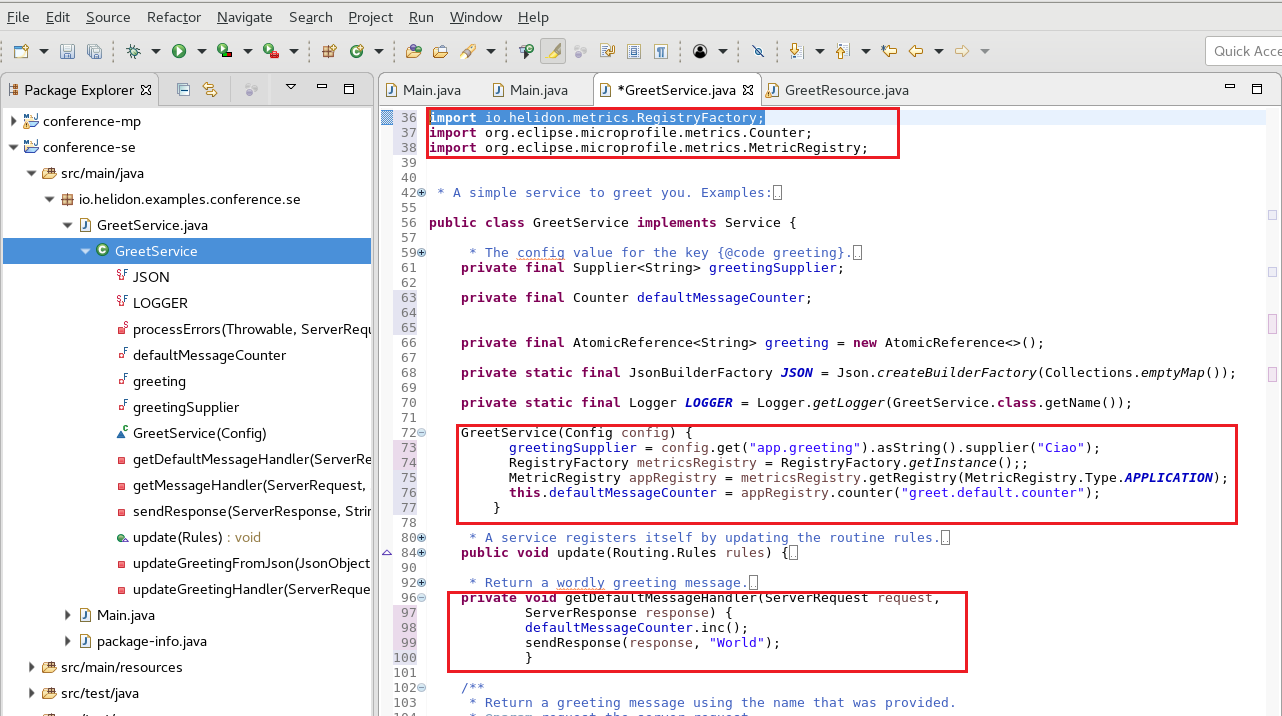 File Edit Source Refactor Navigate Search Project Run Window Help
Quick Acce
Package Explorer
Main.java
Main.java
*GreetService.java
GreetResource.java
conference-mp
conference-se
src/main/java
io.helidon.examples.conference.se
GreetService.java
GreetService
JSON
LOGGER
processErrors(Throwable, ServerRequ
defaultMessageCounter
greeting
greetingSupplier
GreetService(Config)
getDefaultMessageHandler(ServerRe
getMessageHandler(ServerRequest,
sendResponse(ServerResponse, Strin
update(Rules) : void
updateGreetingFromJson(JsonObject
updateGreetingHandler(ServerReque
Main.java
package-info.java
src/main/resources
src/test/java
36 import io.helidon.metrics.RegistryFactory;
37 import org.eclipse.microprofile.metrics.Counter;
38 import org.eclipse.microprofile.metrics.MetricRegistry;
39
40
42 * A simple service to greet you. Examples:
55
56 public class GreetService implements Service {
57
59 * The config value for the key {@code greeting}.
61 private final Supplier<String> greetingSupplier;
62
63 private final Counter defaultMessageCounter;
64
65
66 private final AtomicReference<String> greeting = new AtomicReference<>();
67
68 private static final JsonBuilderFactory JSON = Json.createBuilderFactory(Collections.emptyMap());
69
70 private static final Logger LOGGER = Logger.getLogger(GreetService.class.getName());
71
72 GreetService(Config config) {
73 greetingSupplier = config.get("app.greeting").asString().supplier("Ciao");
74 RegistryFactory metricsRegistry = RegistryFactory.getInstance();;
75 MetricRegistry appRegistry = metricsRegistry.getRegistry(MetricRegistry.Type.APPLICATION);
76 this.defaultMessageCounter = appRegistry.counter("greet.default.counter");
77 }
78
80 * A service registers itself by updating the routine rules.
84 public void update(Routing.Rules rules) {
90
92 * Return a wordly greeting message.
96 private void getDefaultMessageHandler(ServerRequest request,
97 ServerResponse response) {
98 defaultMessageCounter.inc();
99 sendResponse(response, "World");
100 }
101
102 /**
103 * Return a greeting message using the name that was provided.